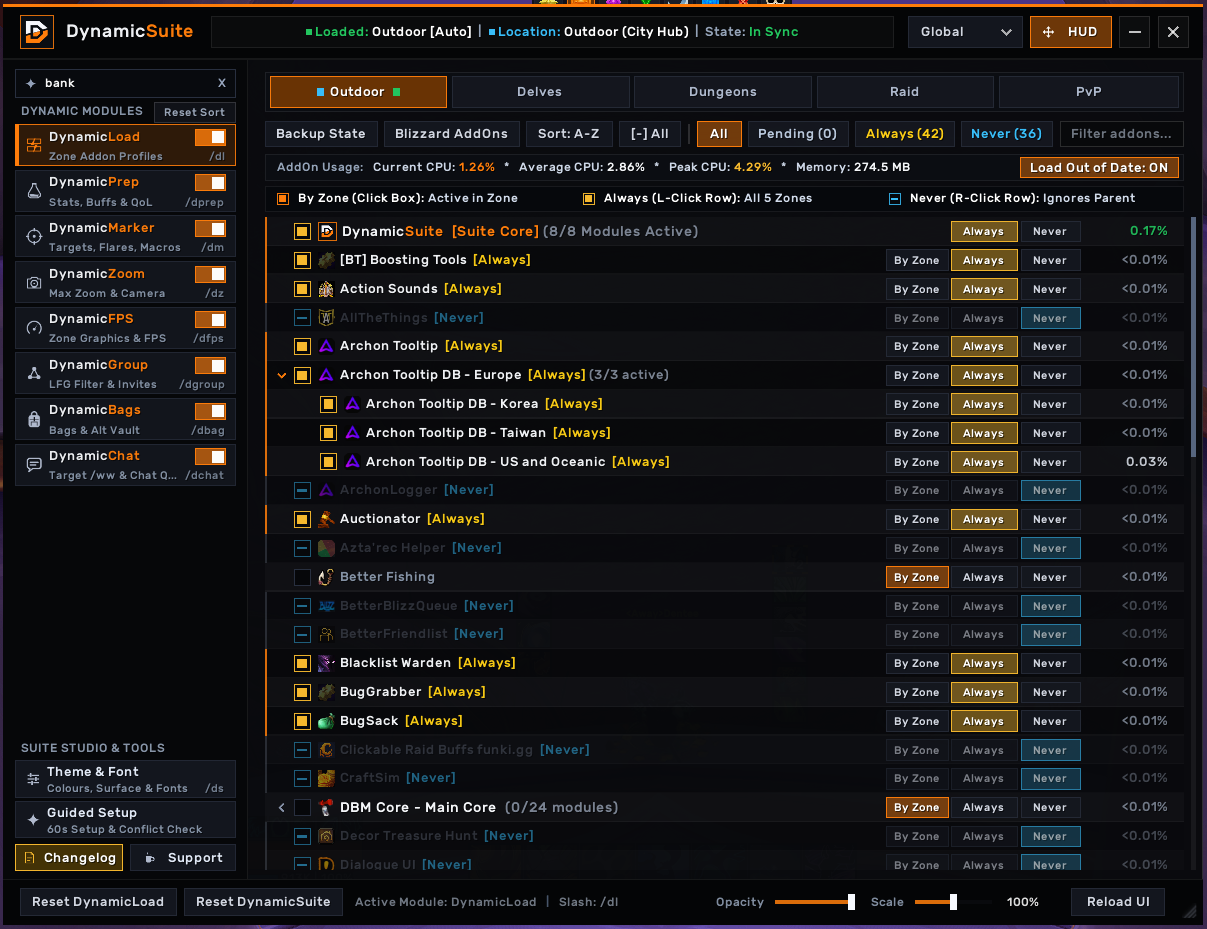 DynamicSuite
Loaded: Outdoor [Auto] | Location: Outdoor (City Hub) | State: In Sync
Global
HUD
bank X
DYNAMIC MODULES Reset Sort
DynamicLoad
Zone Addon Profiles /dl
DynamicPrep
Stats, Buffs & QoL /dprep
DynamicMarker
Targets, Flares, Macros /dm
DynamicZoom
Max Zoom & Camera /dz
DynamicFPS
Zone Graphics & FPS /dfps
DynamicGroup
LFG Filter & Invites /dgroup
DynamicBags
Bags & Alt Vault /dbag
DynamicChat
Target /ww & Chat Q... /dchat
SUITE STUDIO & TOOLS
Theme & Font
Colours, Surface & Fonts /ds
Guided Setup
60s Setup & Conflict Check
Changelog Support
Outdoor Delves Dungeons Raid PvP
Backup State Blizzard AddOns Sort: A-Z [-] All | All Pending (0) Always (42) Never (36) Filter addons...
AddOn Usage: Current CPU: 1.26% * Average CPU: 2.86% * Peak CPU: 4.29% * Memory: 274.5 MB Load Out of Date: ON
By Zone (Click Box): Active in Zone Always (L-Click Row): All 5 Zones Never (R-Click Row): Ignores Parent
DynamicSuite [Suite Core] (8/8 Modules Active) Always Never 0.17%
[BT] Boosting Tools [Always] By Zone Always Never <0.01%
Action Sounds [Always] By Zone Always Never <0.01%
AllTheThings [Never] By Zone Always Never <0.01%
Archon Tooltip [Always] By Zone Always Never <0.01%
Archon Tooltip DB - Europe [Always] (3/3 active) By Zone Always Never <0.01%
Archon Tooltip DB - Korea [Always] By Zone Always Never <0.01%
Archon Tooltip DB - Taiwan [Always] By Zone Always Never <0.01%
Archon Tooltip DB - US and Oceanic [Always] By Zone Always Never 0.03%
ArchonLogger [Never] By Zone Always Never <0.01%
Auctionator [Always] By Zone Always Never <0.01%
Azta'rec Helper [Never] By Zone Always Never <0.01%
Better Fishing By Zone Always Never <0.01%
BetterBlizzQueue [Never] By Zone Always Never <0.01%
BetterFriendlist [Never] By Zone Always Never <0.01%
Blacklist Warden [Always] By Zone Always Never <0.01%
BugGrabber [Always] By Zone Always Never <0.01%
BugSack [Always] By Zone Always Never <0.01%
Clickable Raid Buffs funki.gg [Never] By Zone Always Never <0.01%
CraftSim [Never] By Zone Always Never <0.01%
DBM Core - Main Core (0/24 modules) By Zone Always Never <0.01%
Decor Treasure Hunt [Never] By Zone Always Never <0.01%
Dialogue UI [Never] By Zone Always Never <0.01%
Reset DynamicLoad Reset DynamicSuite Active Module: DynamicLoad | Slash: /dl Opacity Scale 100% Reload UI